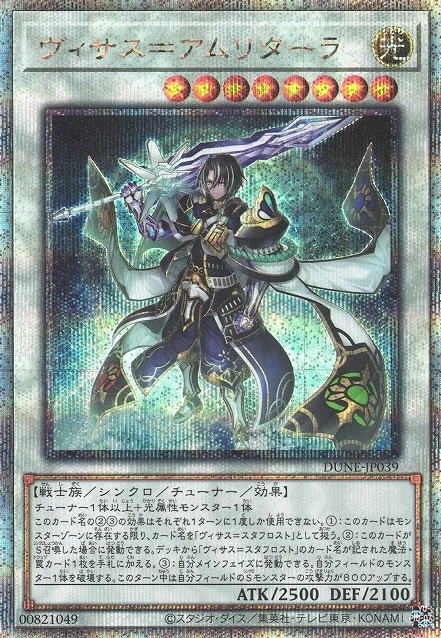 ヴィサス＝アムリターラ
光
DUNE-JP039
【戦士族／シンクロ／チューナー／効果】
チューナー1体以上＋光属性モンスター1体
このカード名の②③の効果はそれぞれ1ターンに1度しか使用できない。①：このカードはモン
スターゾーンに存在する限り、カード名を「ヴィサス＝スタフロスト」として扱う。②：このカードが
S召喚した場合に発動できる。デッキから「ヴィサス＝スタフロスト」のカード名が記された魔法・
罠カード1枚を手札に加える。③：自分メインフェイズに発動できる。自分フィールドのモンスタ
ー1体を破壊する。このターン中は自分フィールドのSモンスターの攻撃力が800アップする。
ATK/2500 DEF/2100
00821049
©スタジオ・ダイス／集英社・テレビ東京・KONAMI